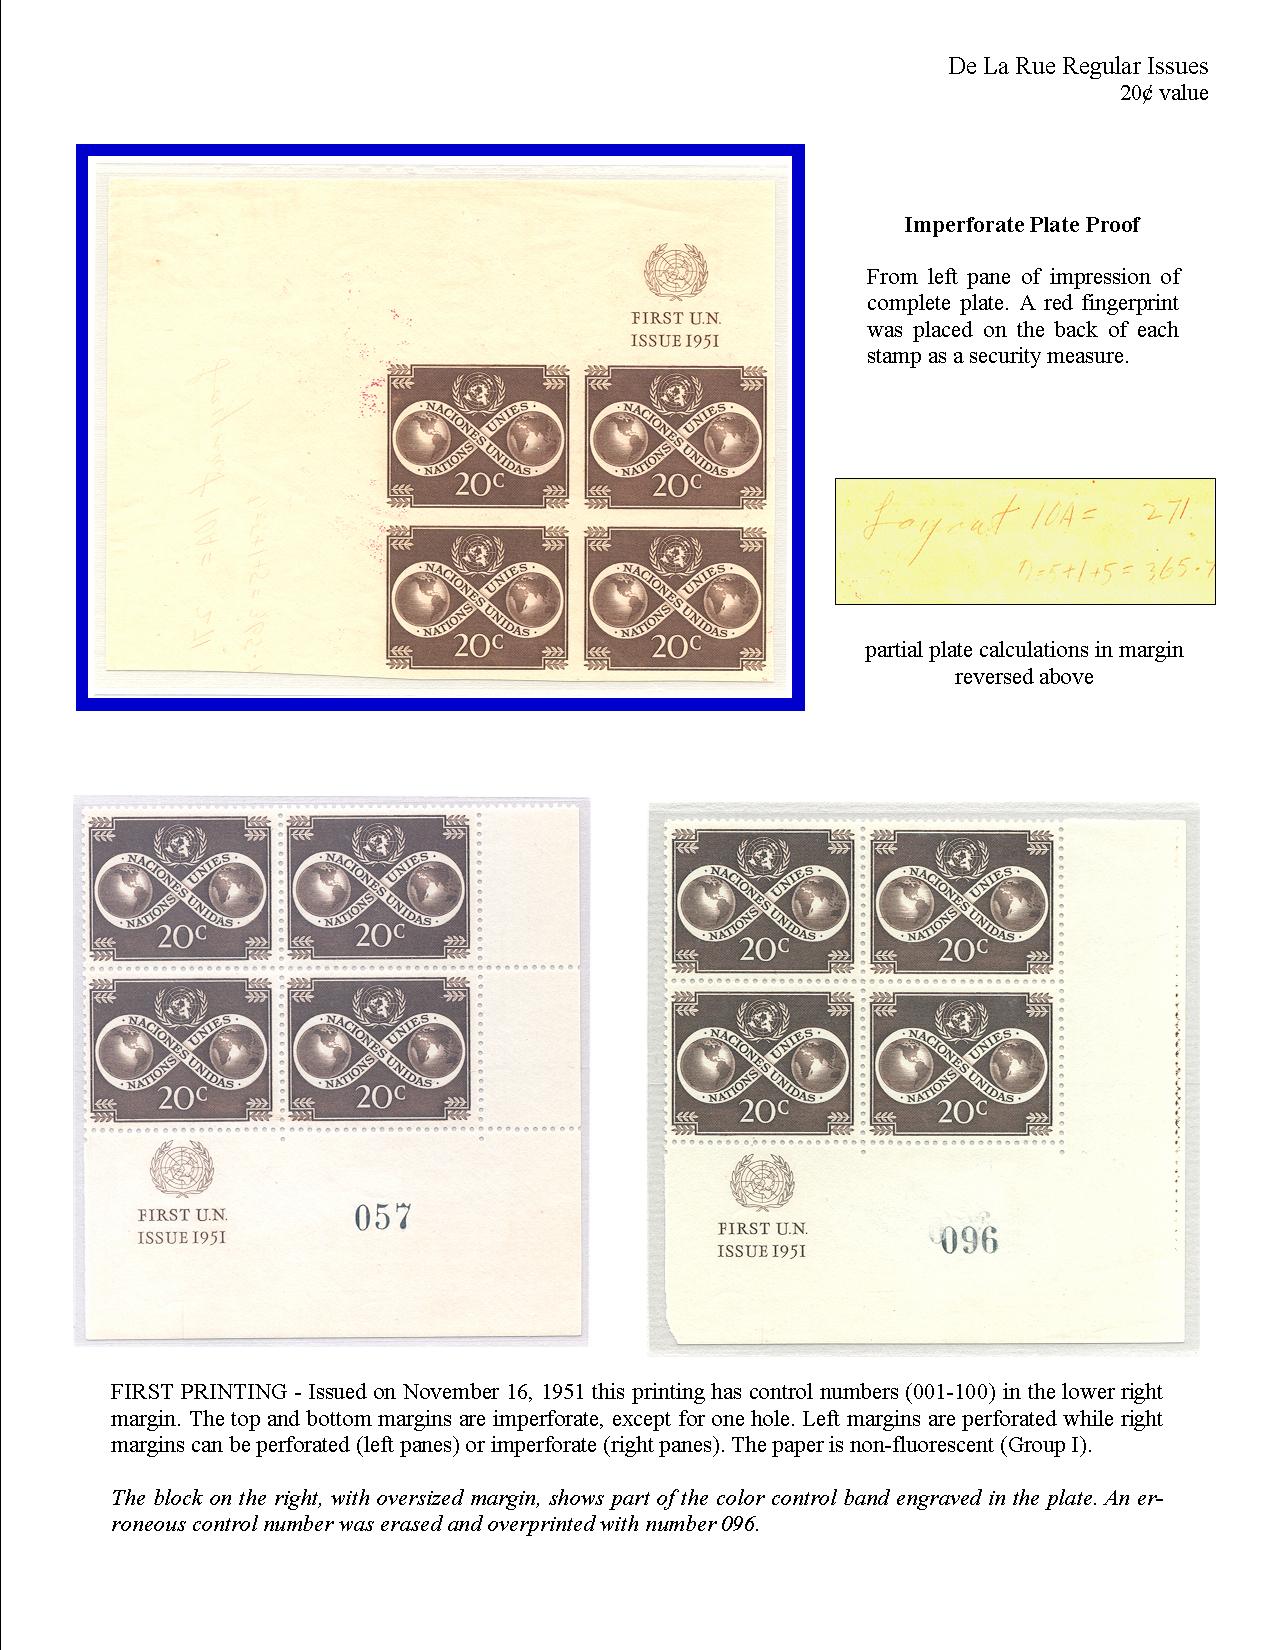 De La Rue Regular Issues
20¢ value
FIRST U.N.
ISSUE 1951
NACIONES UNIDAS
NATIONS UNIES
20C
NACIONES UNIDAS
NATIONS UNIES
20C
NACIONES UNIDAS
NATIONS UNIES
20C
NACIONES UNIDAS
NATIONS UNIES
20C
Imperforate Plate Proof
From left pane of impression of
complete plate. A red fingerprint
was placed on the back of each
stamp as a security measure.
10A = 271
5+1+5 = 365.7
partial plate calculations in margin
reversed above
NACIONES UNIDAS
NATIONS UNIES
20C
NACIONES UNIDAS
NATIONS UNIES
20C
NACIONES UNIDAS
NATIONS UNIES
20C
NACIONES UNIDAS
NATIONS UNIES
20C
FIRST U.N.
ISSUE 1951
057
NACIONES UNIDAS
NATIONS UNIES
20C
NACIONES UNIDAS
NATIONS UNIES
20C
NACIONES UNIDAS
NATIONS UNIES
20C
NACIONES UNIDAS
NATIONS UNIES
20C
FIRST U.N.
ISSUE 1951
096
FIRST PRINTING - Issued on November 16, 1951 this printing has control numbers (001-100) in the lower right
margin. The top and bottom margins are imperforate, except for one hole. Left margins are perforated while right
margins can be perforated (left panes) or imperforate (right panes). The paper is non-fluorescent (Group I).
The block on the right, with oversized margin, shows part of the color control band engraved in the plate. An er-
roneous control number was erased and overprinted with number 096.